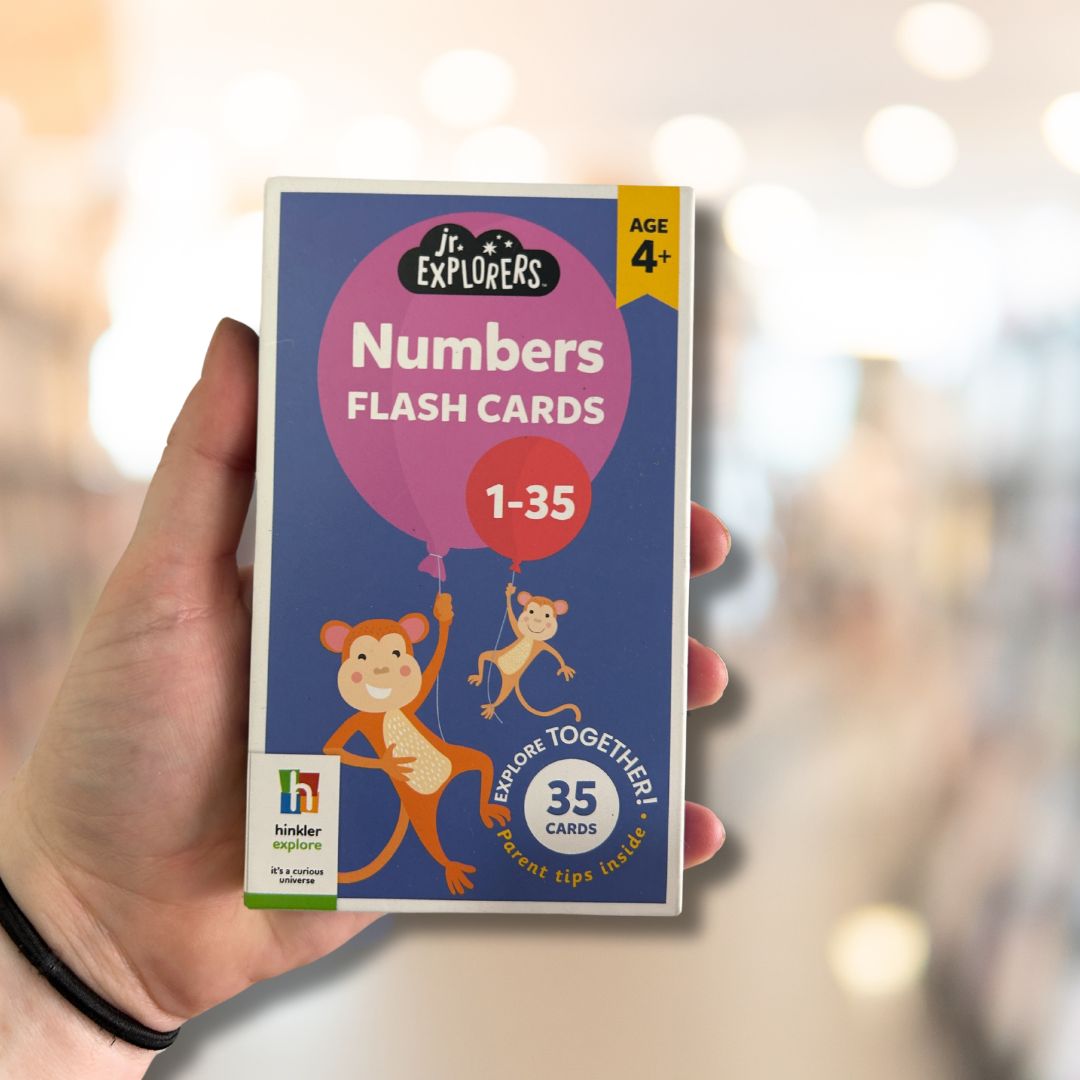 jr.
EXPLORERS™
AGE
4+
Numbers
FLASH CARDS
1-35
EXPLORE TOGETHER!
35
CARDS
• Parent tips inside •
h
hinkler
explore
it's a curious
universe